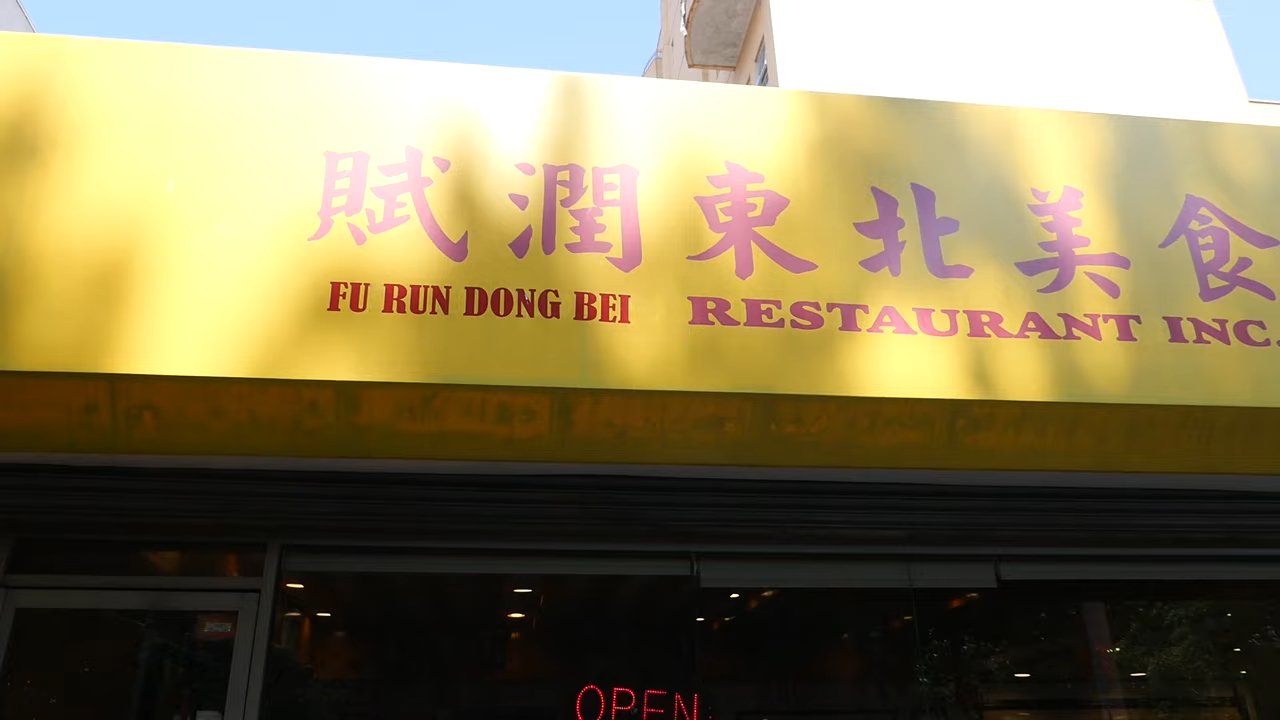 賦潤東北美食
FU RUN DONG BEI RESTAURANT INC.
OPEN